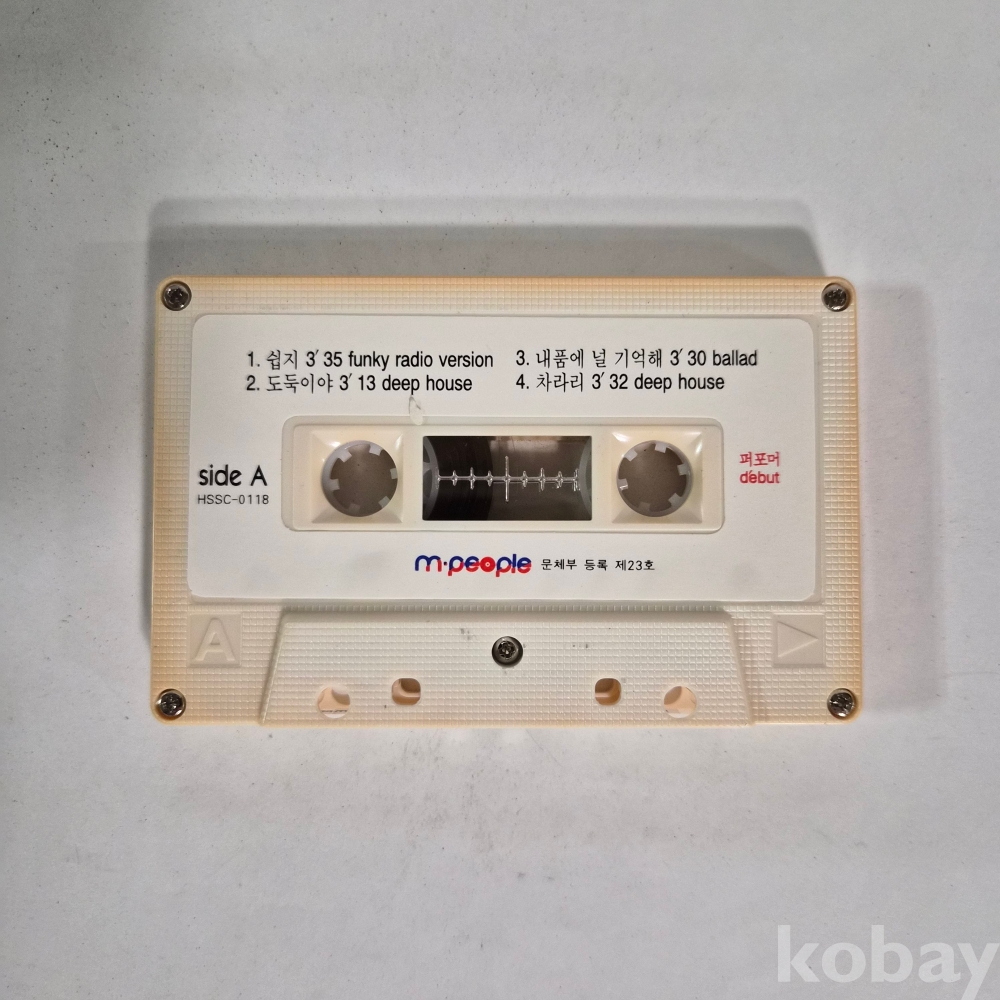 1. 쉽지 3′ 35 funky radio version
2. 도둑이야 3′ 13 deep house
3. 내품에 널 기억해 3′ 30 ballad
4. 차라리 3′ 32 deep house
side A
HSSC-0118
퍼포머
début
m·people 문체부 등록 제23호
A
kobay